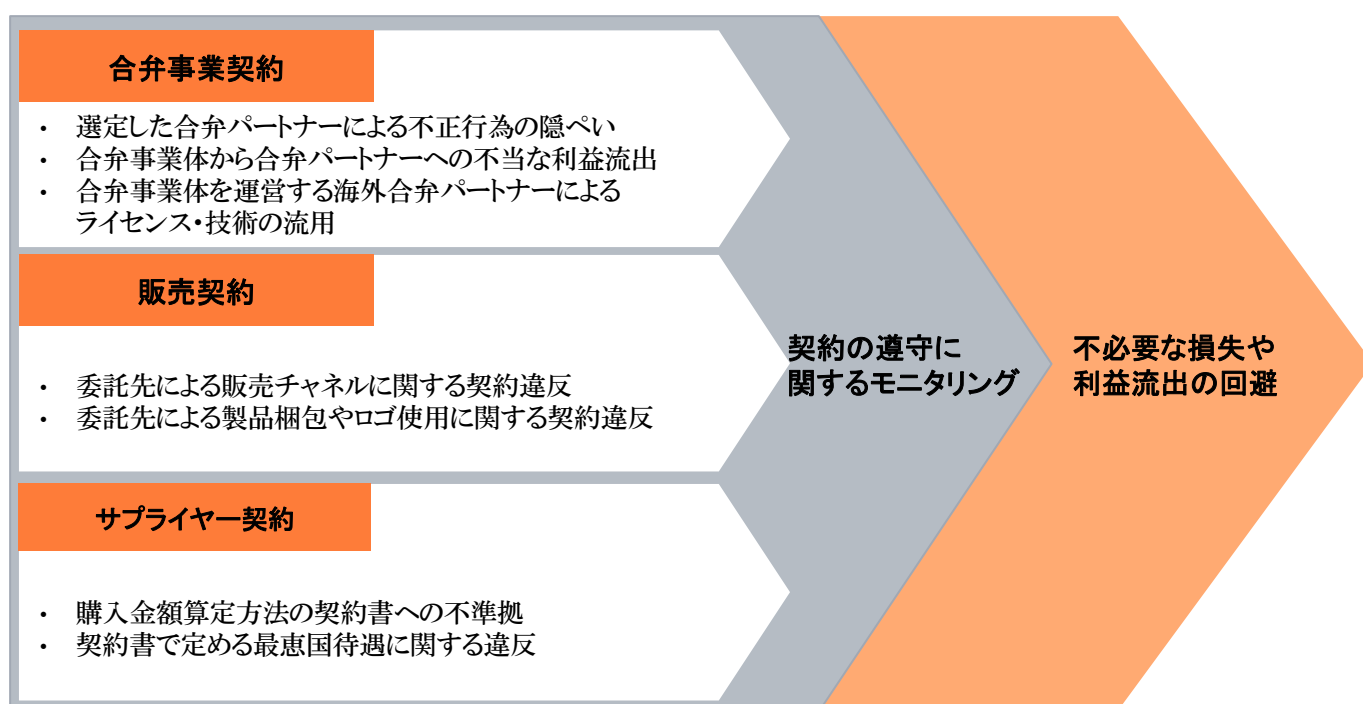 合弁事業契約
・ 選定した合弁パートナーによる不正行為の隠ぺい
・ 合弁事業体から合弁パートナーへの不当な利益流出
・ 合弁事業体を運営する海外合弁パートナーによる
ライセンス・技術の流用
販売契約
・ 委託先による販売チャネルに関する契約違反
・ 委託先による製品梱包やロゴ使用に関する契約違反
サプライヤー契約
・ 購入金額算定方法の契約書への不準拠
・ 契約書で定める最恵国待遇に関する違反
契約の遵守に
関するモニタリング
不必要な損失や
利益流出の回避